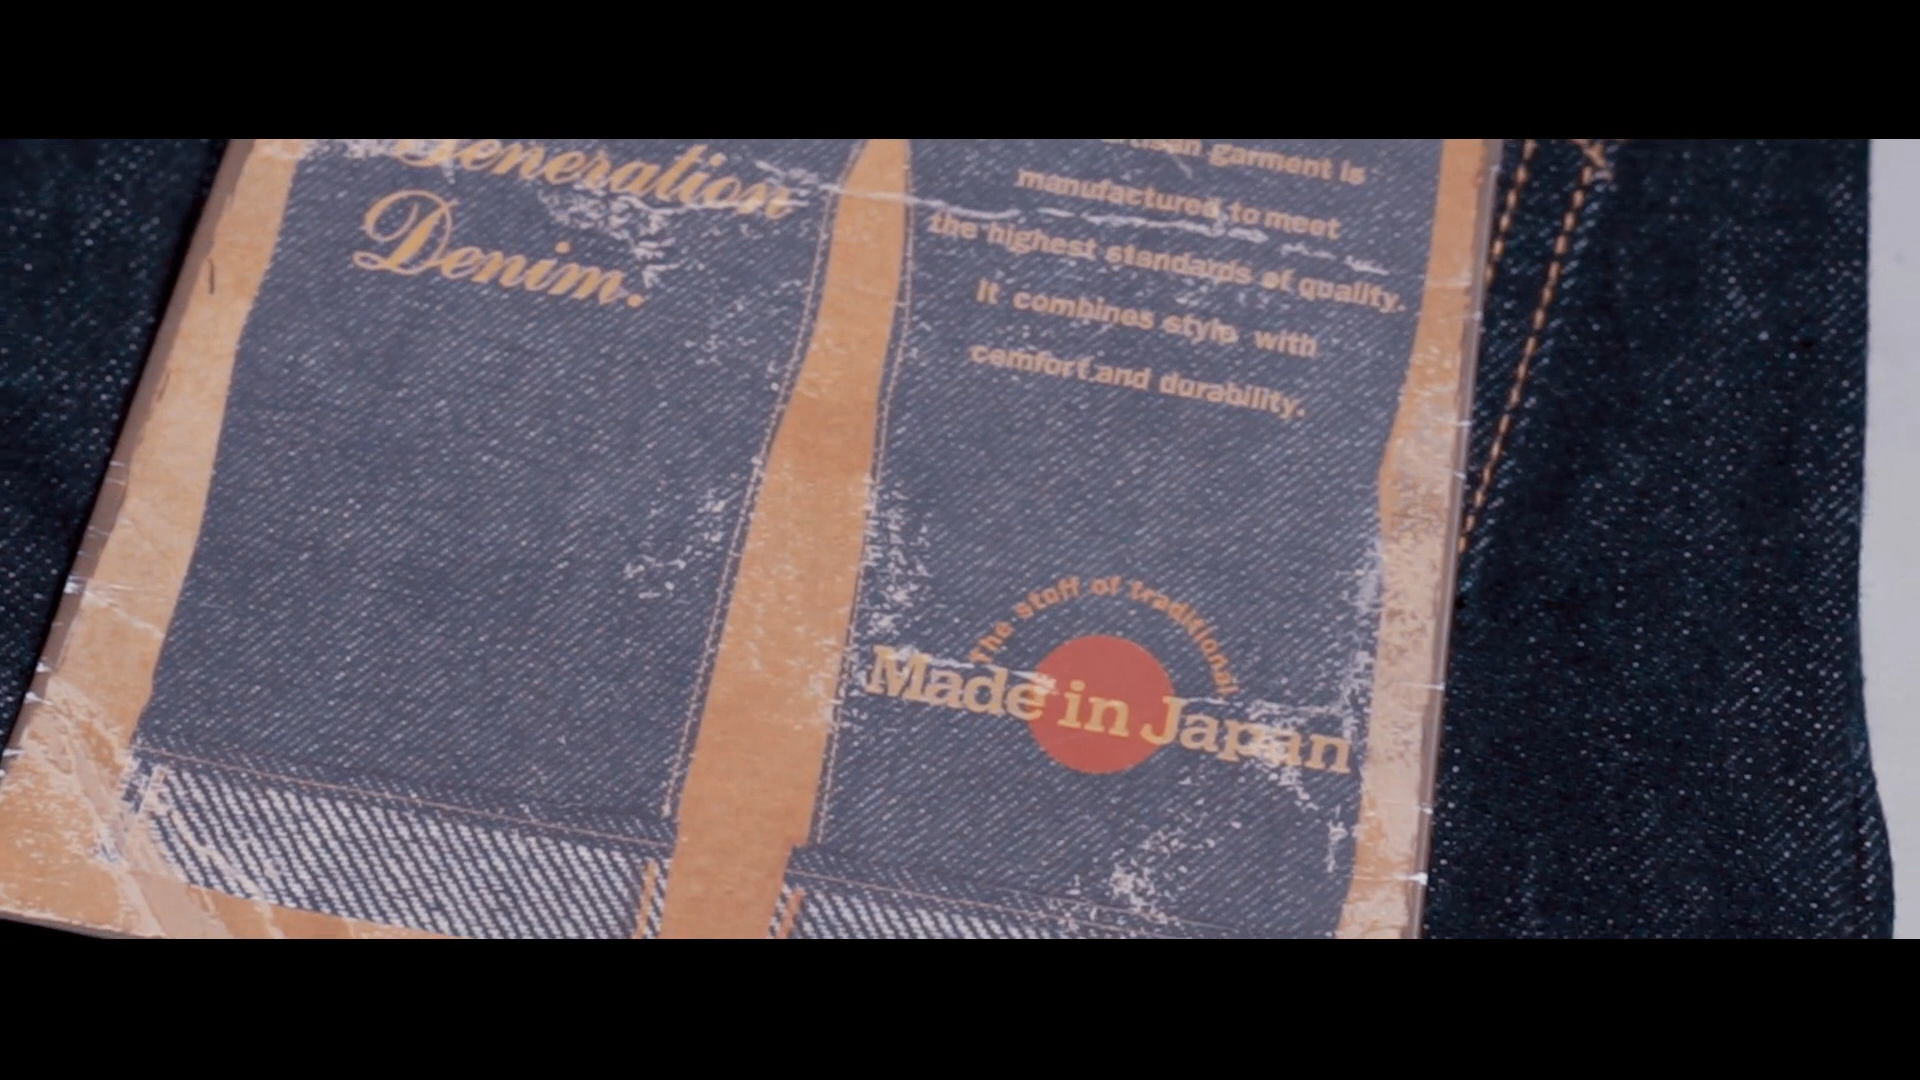 Generation
Denim.
garment is
manufactured to meet
the highest standards of quality.
It combines style with
comfort and durability.
The stuff of traditional
Made in Japan